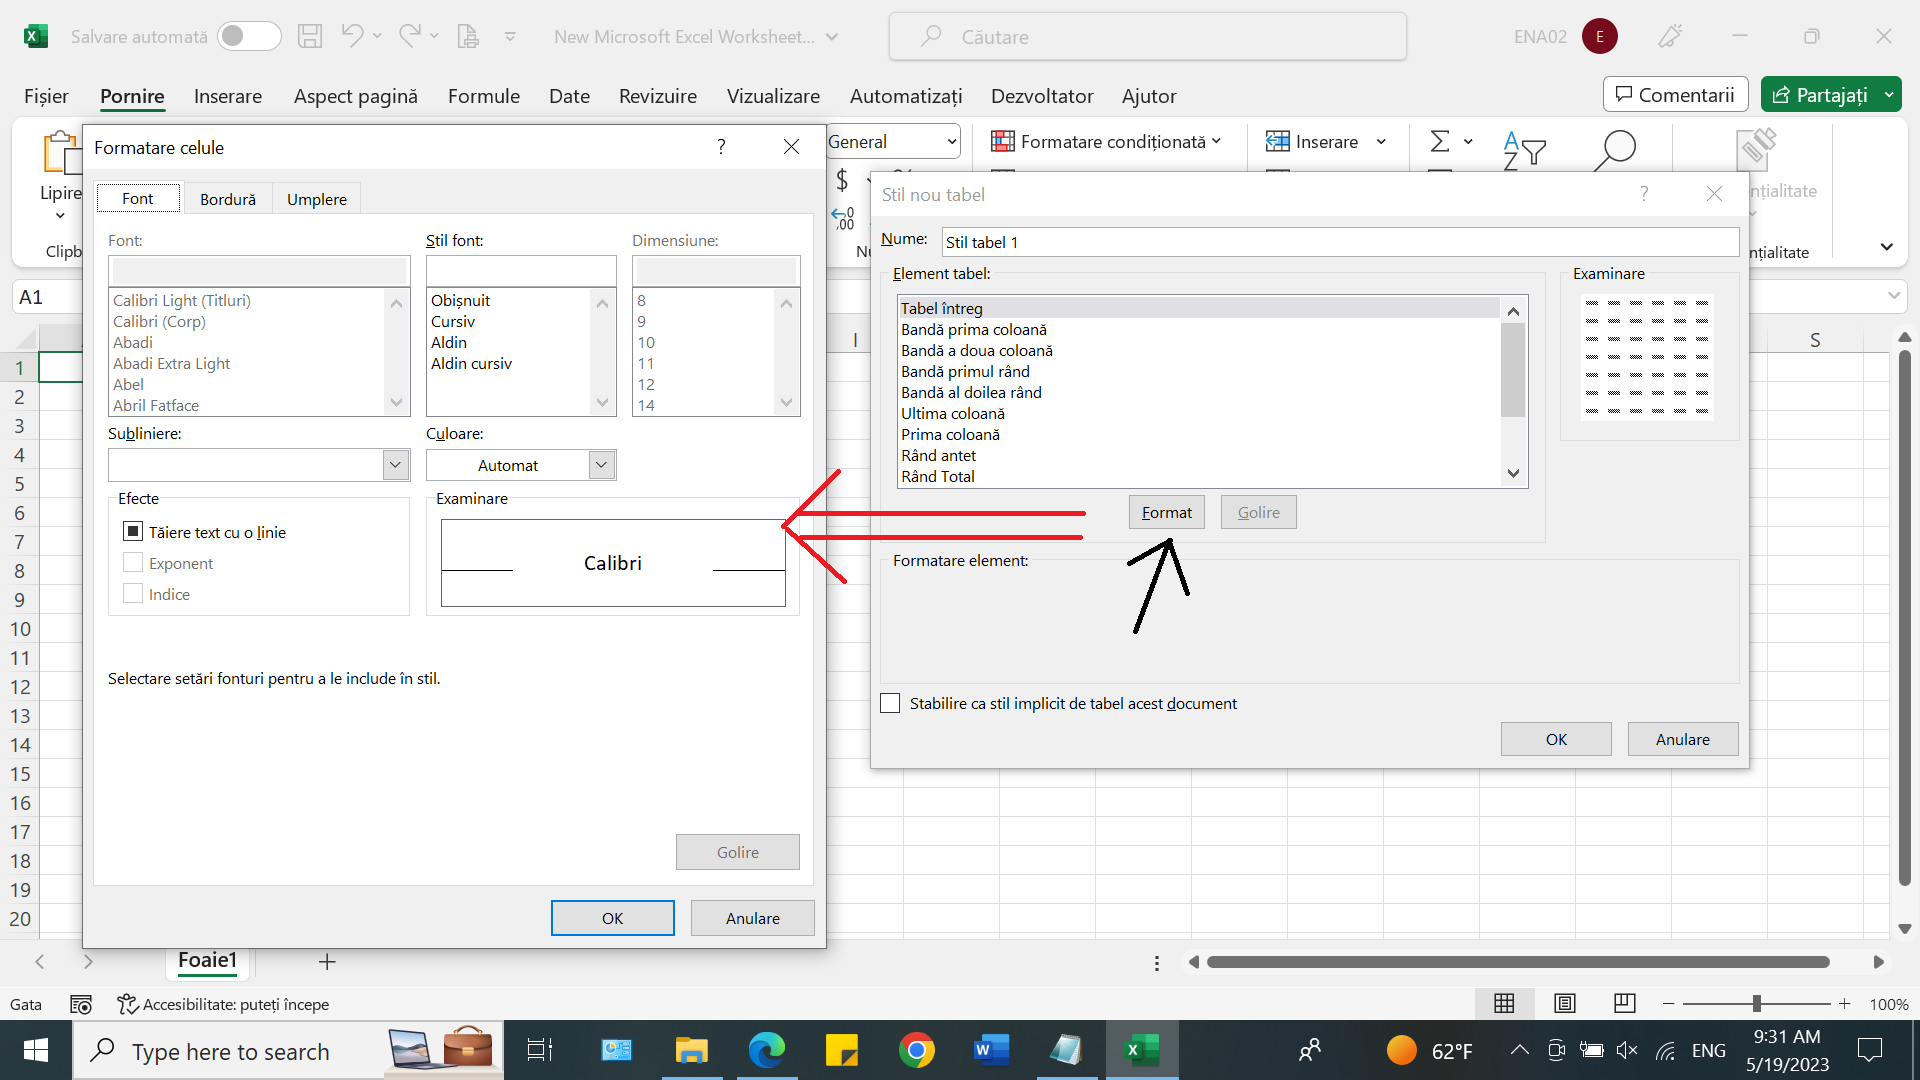 Salvare automată
New Microsoft Excel Worksheet...
Căutare
ENA02
E
Fișier
Pornire
Inserare
Aspect pagină
Formule
Date
Revizuire
Vizualizare
Automatizați
Dezvoltator
Ajutor
Comentarii
Partajați
Lipire
Clipb
General
$
Formatare condiționată
Inserare
Formatare celule
?
Font
Bordură
Umplere
Font:
Stil font:
Dimensiune:
Calibri Light (Titluri)
Calibri (Corp)
Abadi
Abadi Extra Light
Abel
Abril Fatface
Obișnuit
Cursiv
Aldin
Aldin cursiv
8
9
10
11
12
14
Subliniere:
Culoare:
Automat
Efecte
Tăiere text cu o linie
Exponent
Indice
Examinare
Calibri
Selectare setări fonturi pentru a le include în stil.
Golire
OK
Anulare
Stil nou tabel
?
Nume:
Stil tabel 1
Element tabel:
Tabel întreg
Bandă prima coloană
Bandă a doua coloană
Bandă primul rând
Bandă al doilea rând
Ultima coloană
Prima coloană
Rând antet
Rând Total
Examinare
Format
Golire
Formatare element:
Stabilire ca stil implicit de tabel acest document
OK
Anulare
nțialitate
nțialitate
A1
I
S
1
2
3
4
5
6
7
8
9
10
11
12
13
14
15
16
17
18
19
20
Foaie1
Gata
Accesibilitate: puteți începe
100%
Type here to search
62°F
ENG
9:31 AM
5/19/2023